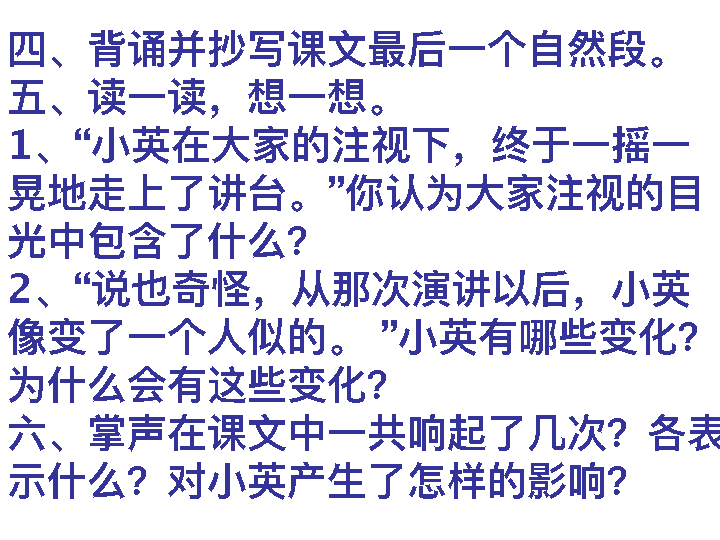 四、背诵并抄写课文最后一个自然段。
五、读一读，想一想。
1、“小英在大家的注视下，终于一摇一
晃地走上了讲台。”你认为大家注视的目
光中包含了什么？
2、“说也奇怪，从那次演讲以后，小英
像变了一个人似的。 ”小英有哪些变化？
为什么会有这些变化？
六、掌声在课文中一共响起了几次？各表
示什么？对小英产生了怎样的影响？